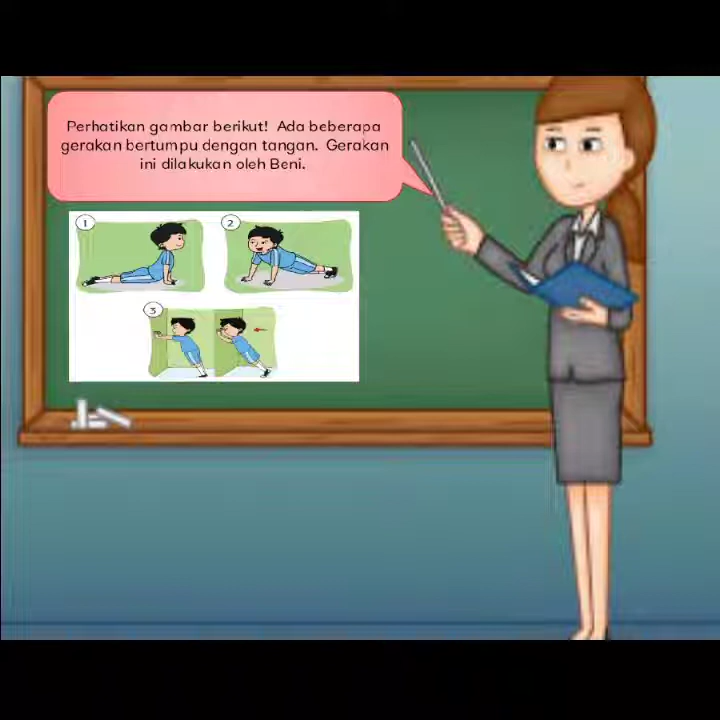 Perhatikan gambar berikut! Ada beberapa
gerakan bertumpu dengan tangan. Gerakan
ini dilakukan oleh Beni.
1
2
3